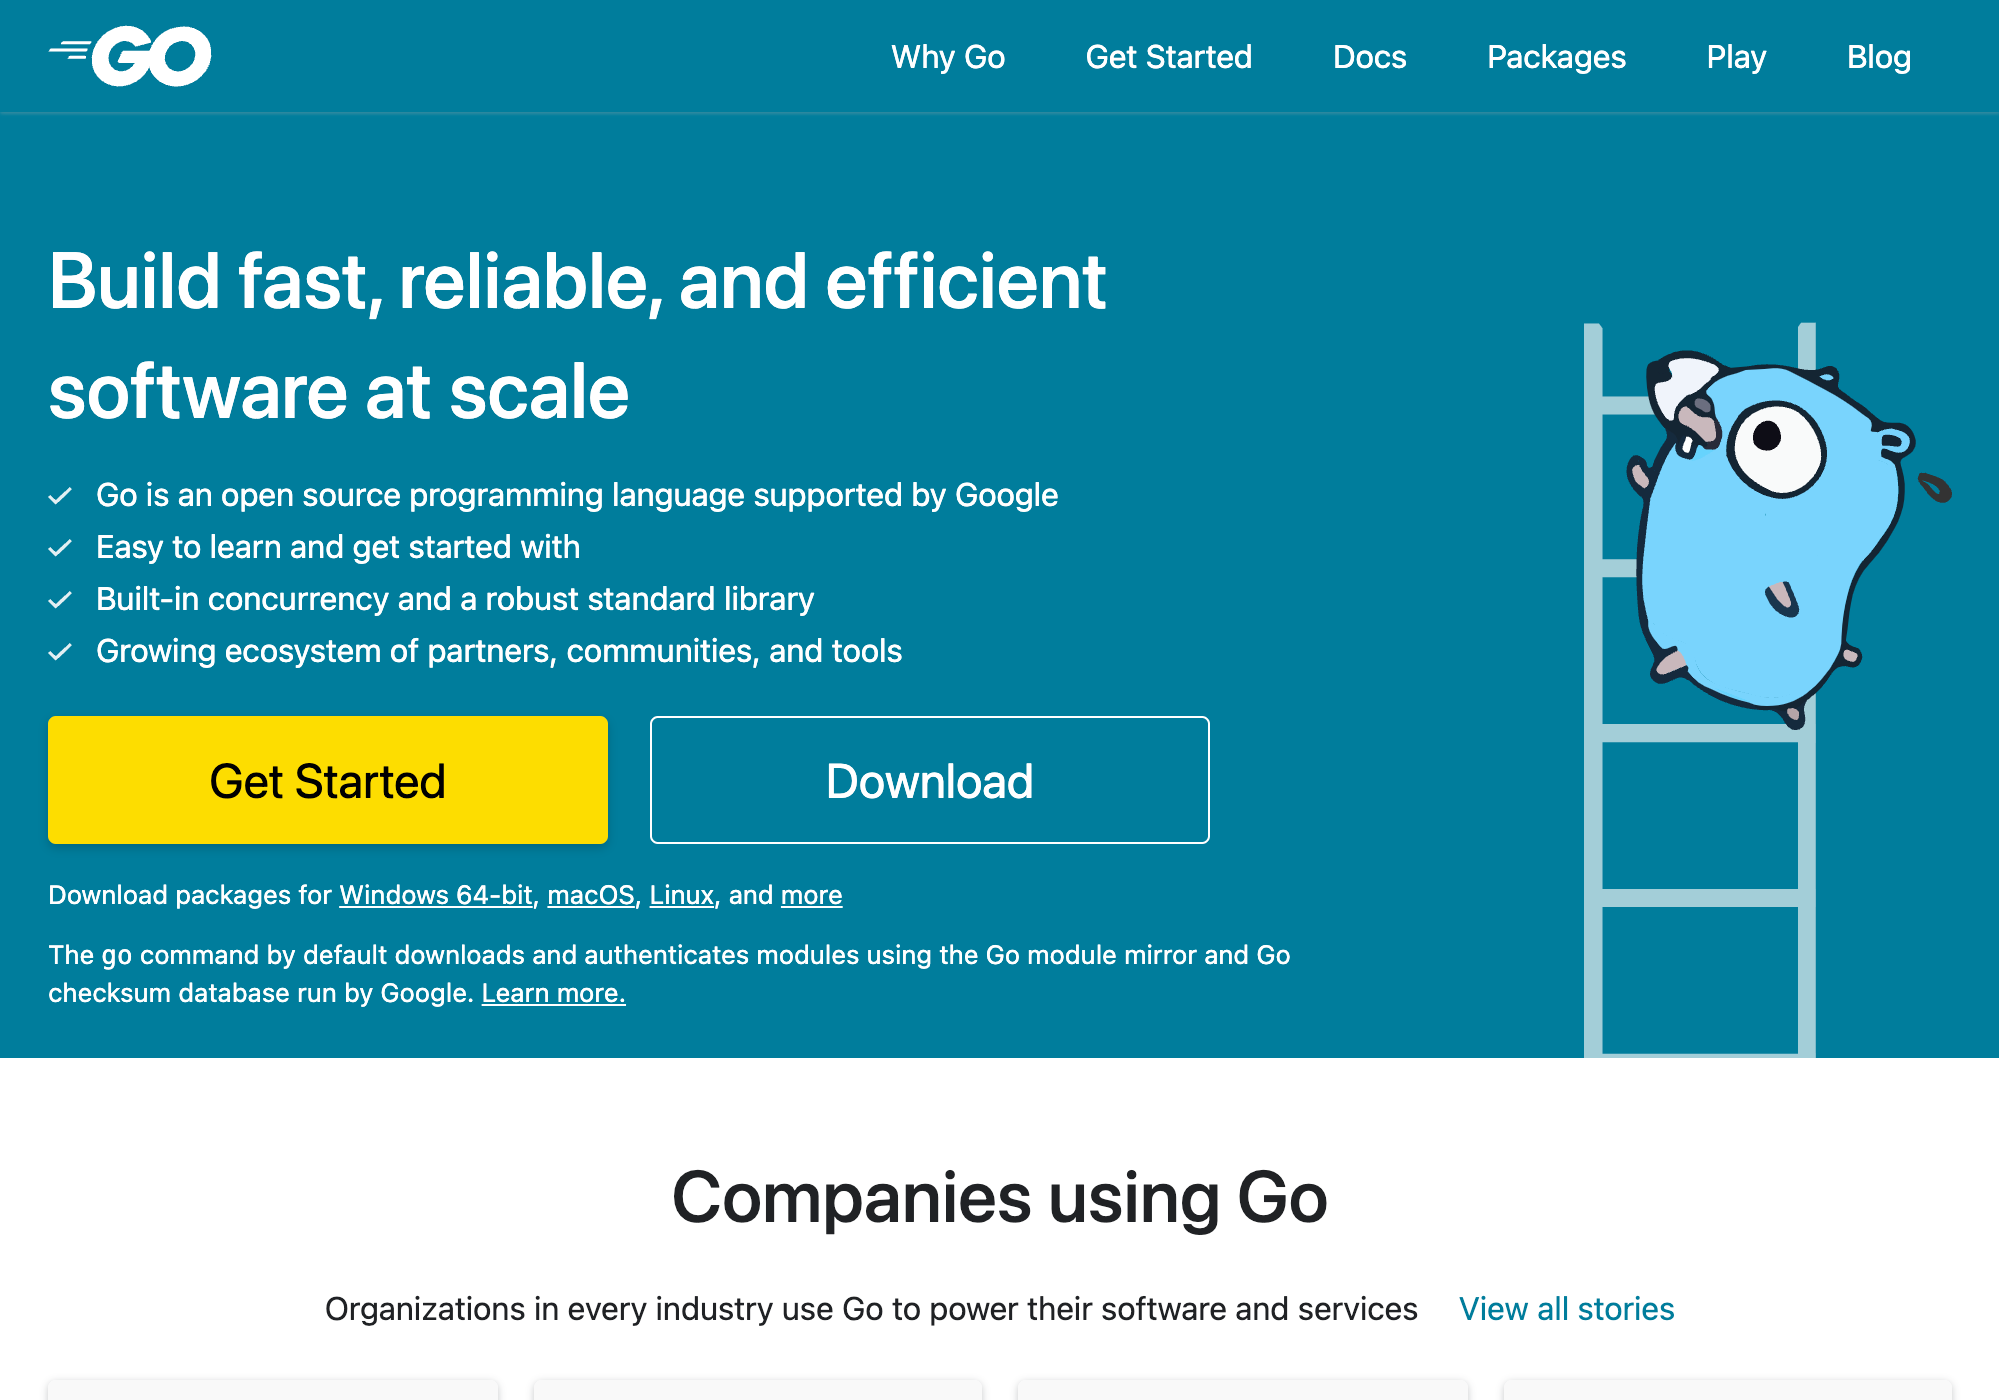 GO
Why Go
Get Started
Docs
Packages
Play
Blog
Build fast, reliable, and efficient
software at scale
Go is an open source programming language supported by Google
Easy to learn and get started with
Built-in concurrency and a robust standard library
Growing ecosystem of partners, communities, and tools
Get Started
Download
Download packages for Windows 64-bit, macOS, Linux, and more
The go command by default downloads and authenticates modules using the Go module mirror and Go
checksum database run by Google. Learn more.
Companies using Go
Organizations in every industry use Go to power their software and services
View all stories